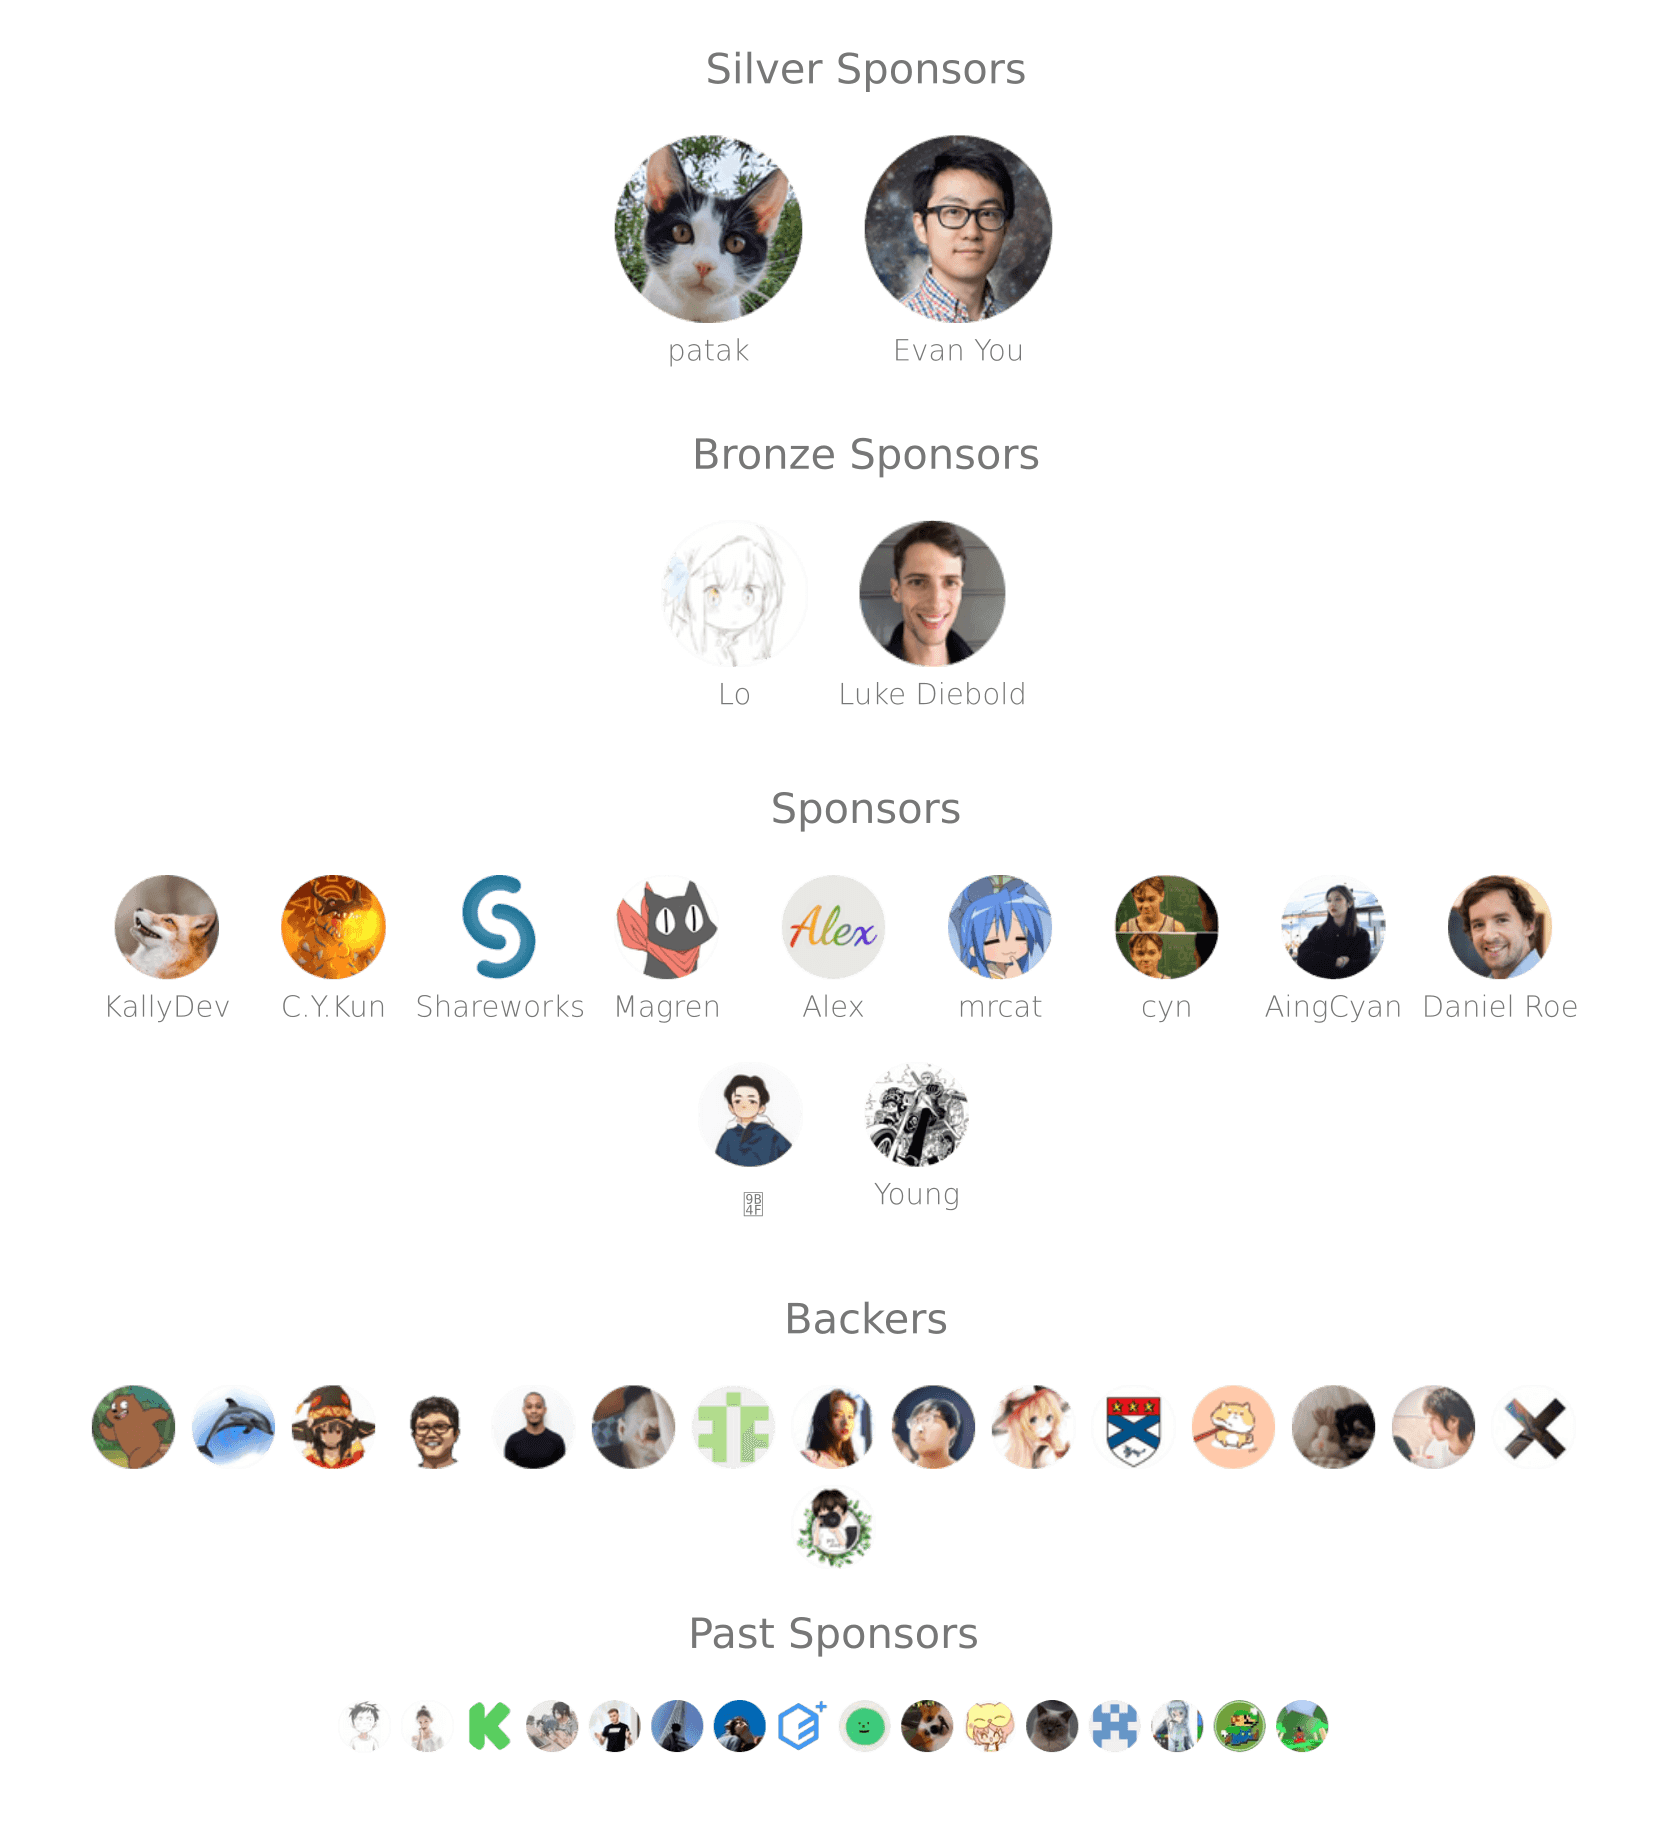 Silver Sponsors
patak
Evan You
Bronze Sponsors
Lo
Luke Diebold
Sponsors
Alex
KallyDev
C.Y.Kun
Shareworks
Magren
Alex
mrcat
cyn
AingCyan
Daniel Roe
Young
Backers
Past Sponsors